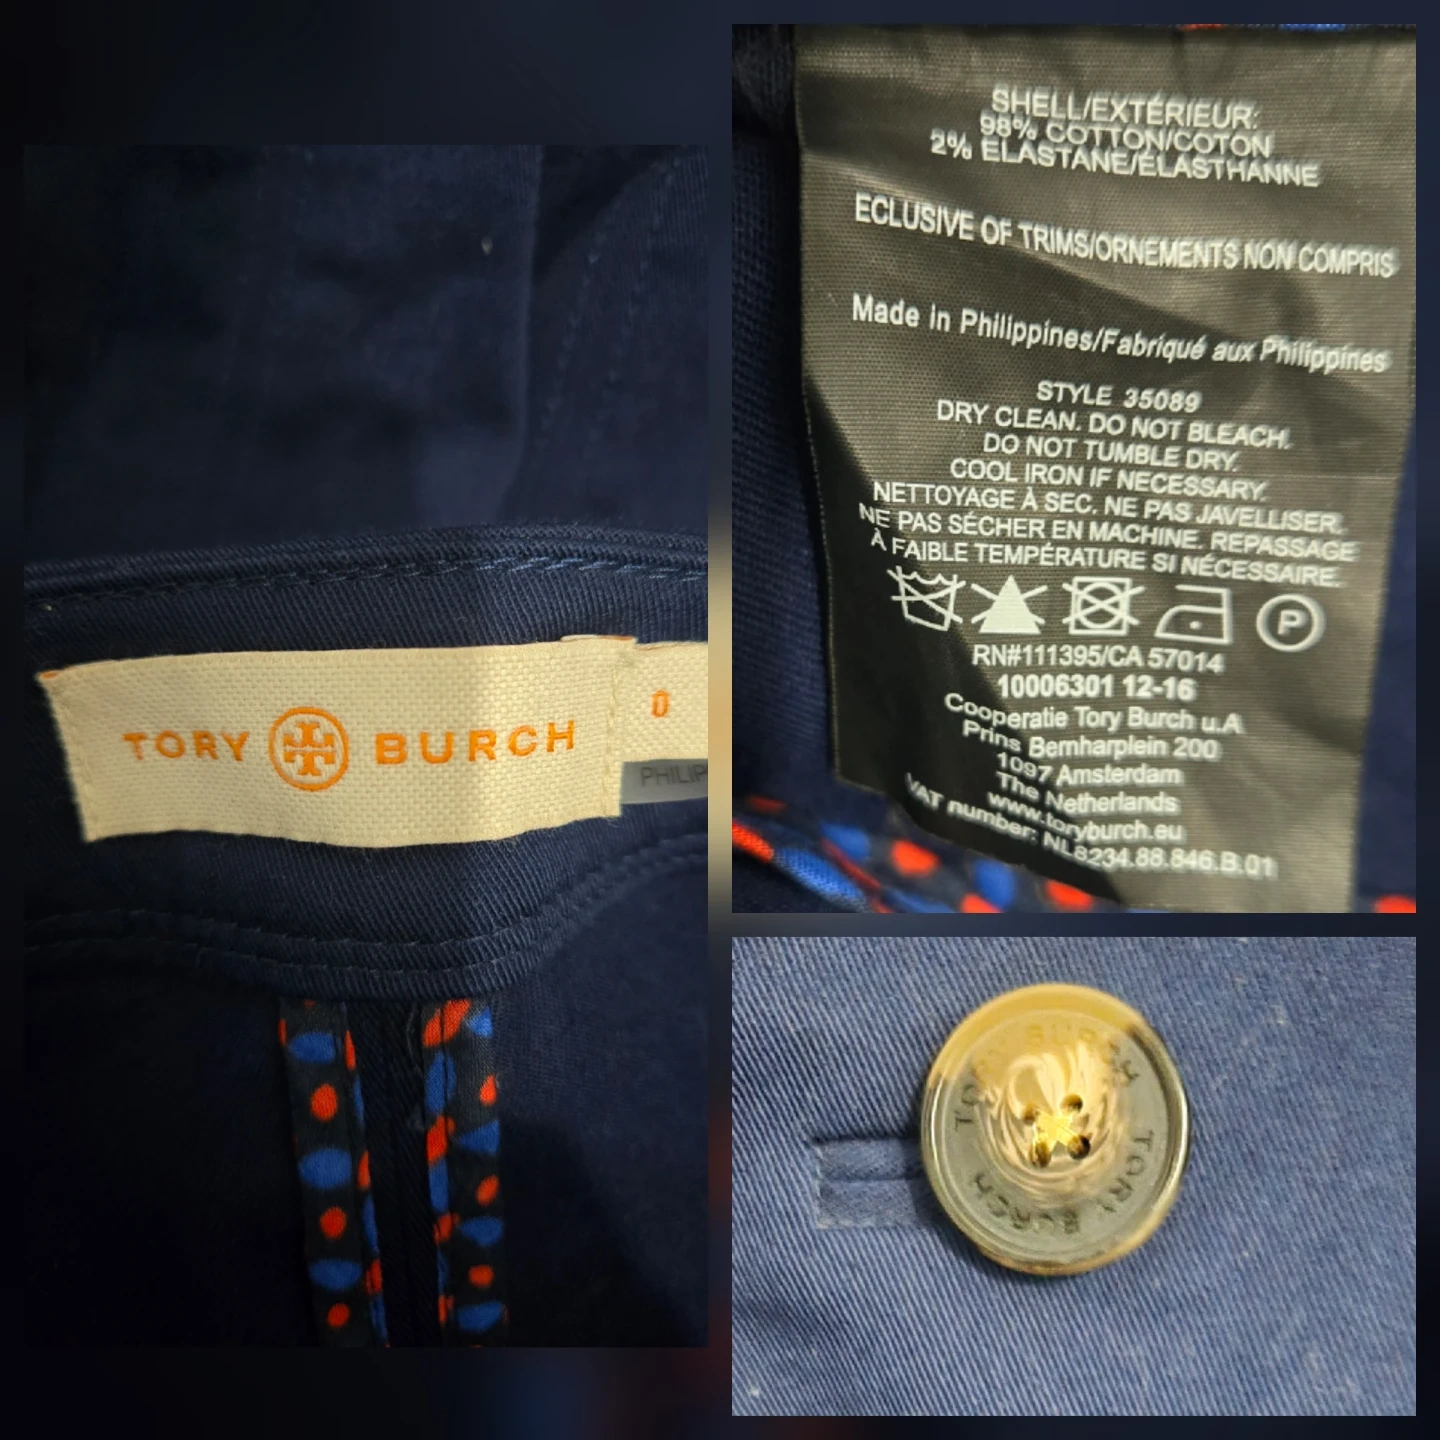 TORY BURCH
0
PHILIP
SHELL/EXTÉRIEUR:
98% COTTON/COTON
2% ELASTANE/ÉLASTHANNE
ECLUSIVE OF TRIMS/ORNEMENTS NON COMPRIS
Made in Philippines/Fabriqué aux Philippines
STYLE 35089
DRY CLEAN. DO NOT BLEACH.
DO NOT TUMBLE DRY.
COOL IRON IF NECESSARY.
NETTOYAGE À SEC. NE PAS JAVELLISER.
NE PAS SÉCHER EN MACHINE. REPASSAGE
À FAIBLE TEMPÉRATURE SI NÉCESSAIRE.
P
RN#111395/CA 57014
10006301 12-16
Cooperatie Tory Burch u.A
Prins Bernharplein 200
1097 Amsterdam
The Netherlands
www.toryburch.eu
VAT number: NL8234.88.846.B.01
TORY BURCH
TORY BURCH